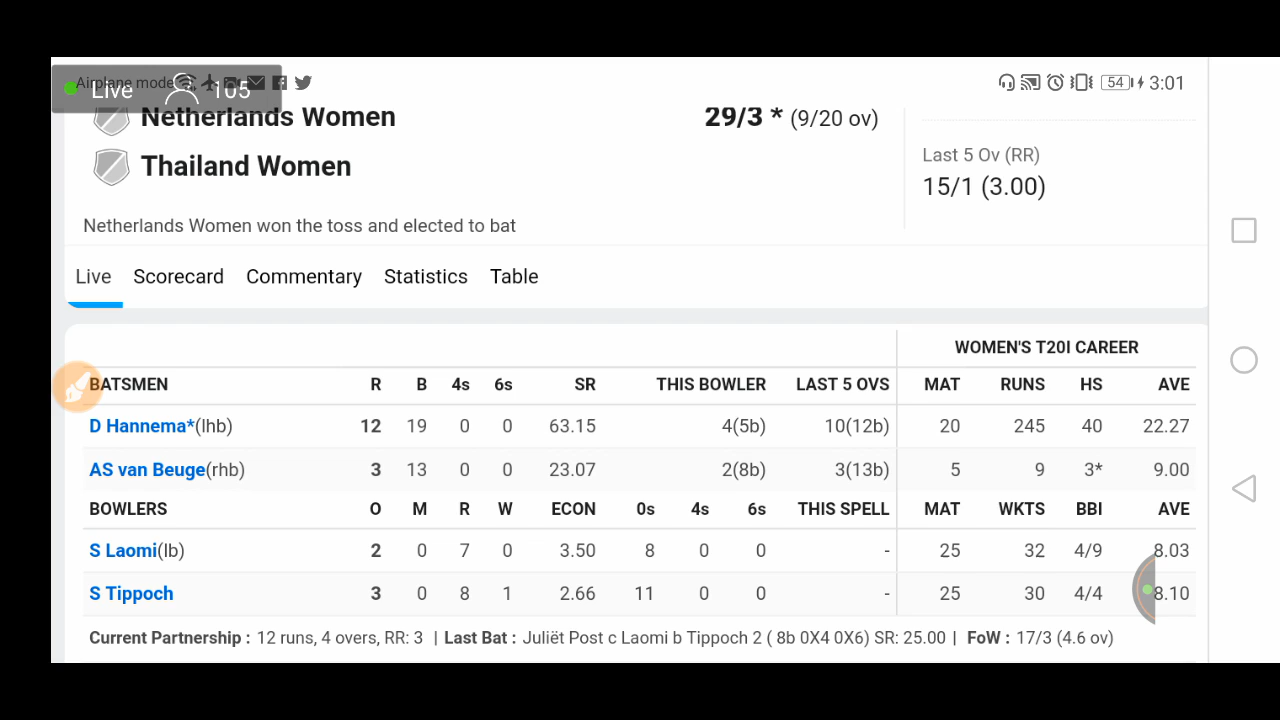 Airplane mode
Live 105
54 3:01
Netherlands Women 29/3 * (9/20 ov)
Last 5 Ov (RR)
Thailand Women
15/1 (3.00)
Netherlands Women won the toss and elected to bat
Live Scorecard Commentary Statistics Table
WOMEN'S T20I CAREER
BATSMEN R B 4s 6s SR THIS BOWLER LAST 5 OVS MAT RUNS HS AVE
D Hannema*(lhb) 12 19 0 0 63.15 4(5b) 10(12b) 20 245 40 22.27
AS van Beuge(rhb) 3 13 0 0 23.07 2(8b) 3(13b) 5 9 3* 9.00
BOWLERS O M R W ECON 0s 4s 6s THIS SPELL MAT WKTS BBI AVE
S Laomi(lb) 2 0 7 0 3.50 8 0 0 - 25 32 4/9 8.03
S Tippoch 3 0 8 1 2.66 11 0 0 - 25 30 4/4 8.10
Current Partnership : 12 runs, 4 overs, RR: 3 | Last Bat : Juliët Post c Laomi b Tippoch 2 ( 8b 0X4 0X6) SR: 25.00 | FoW : 17/3 (4.6 ov)